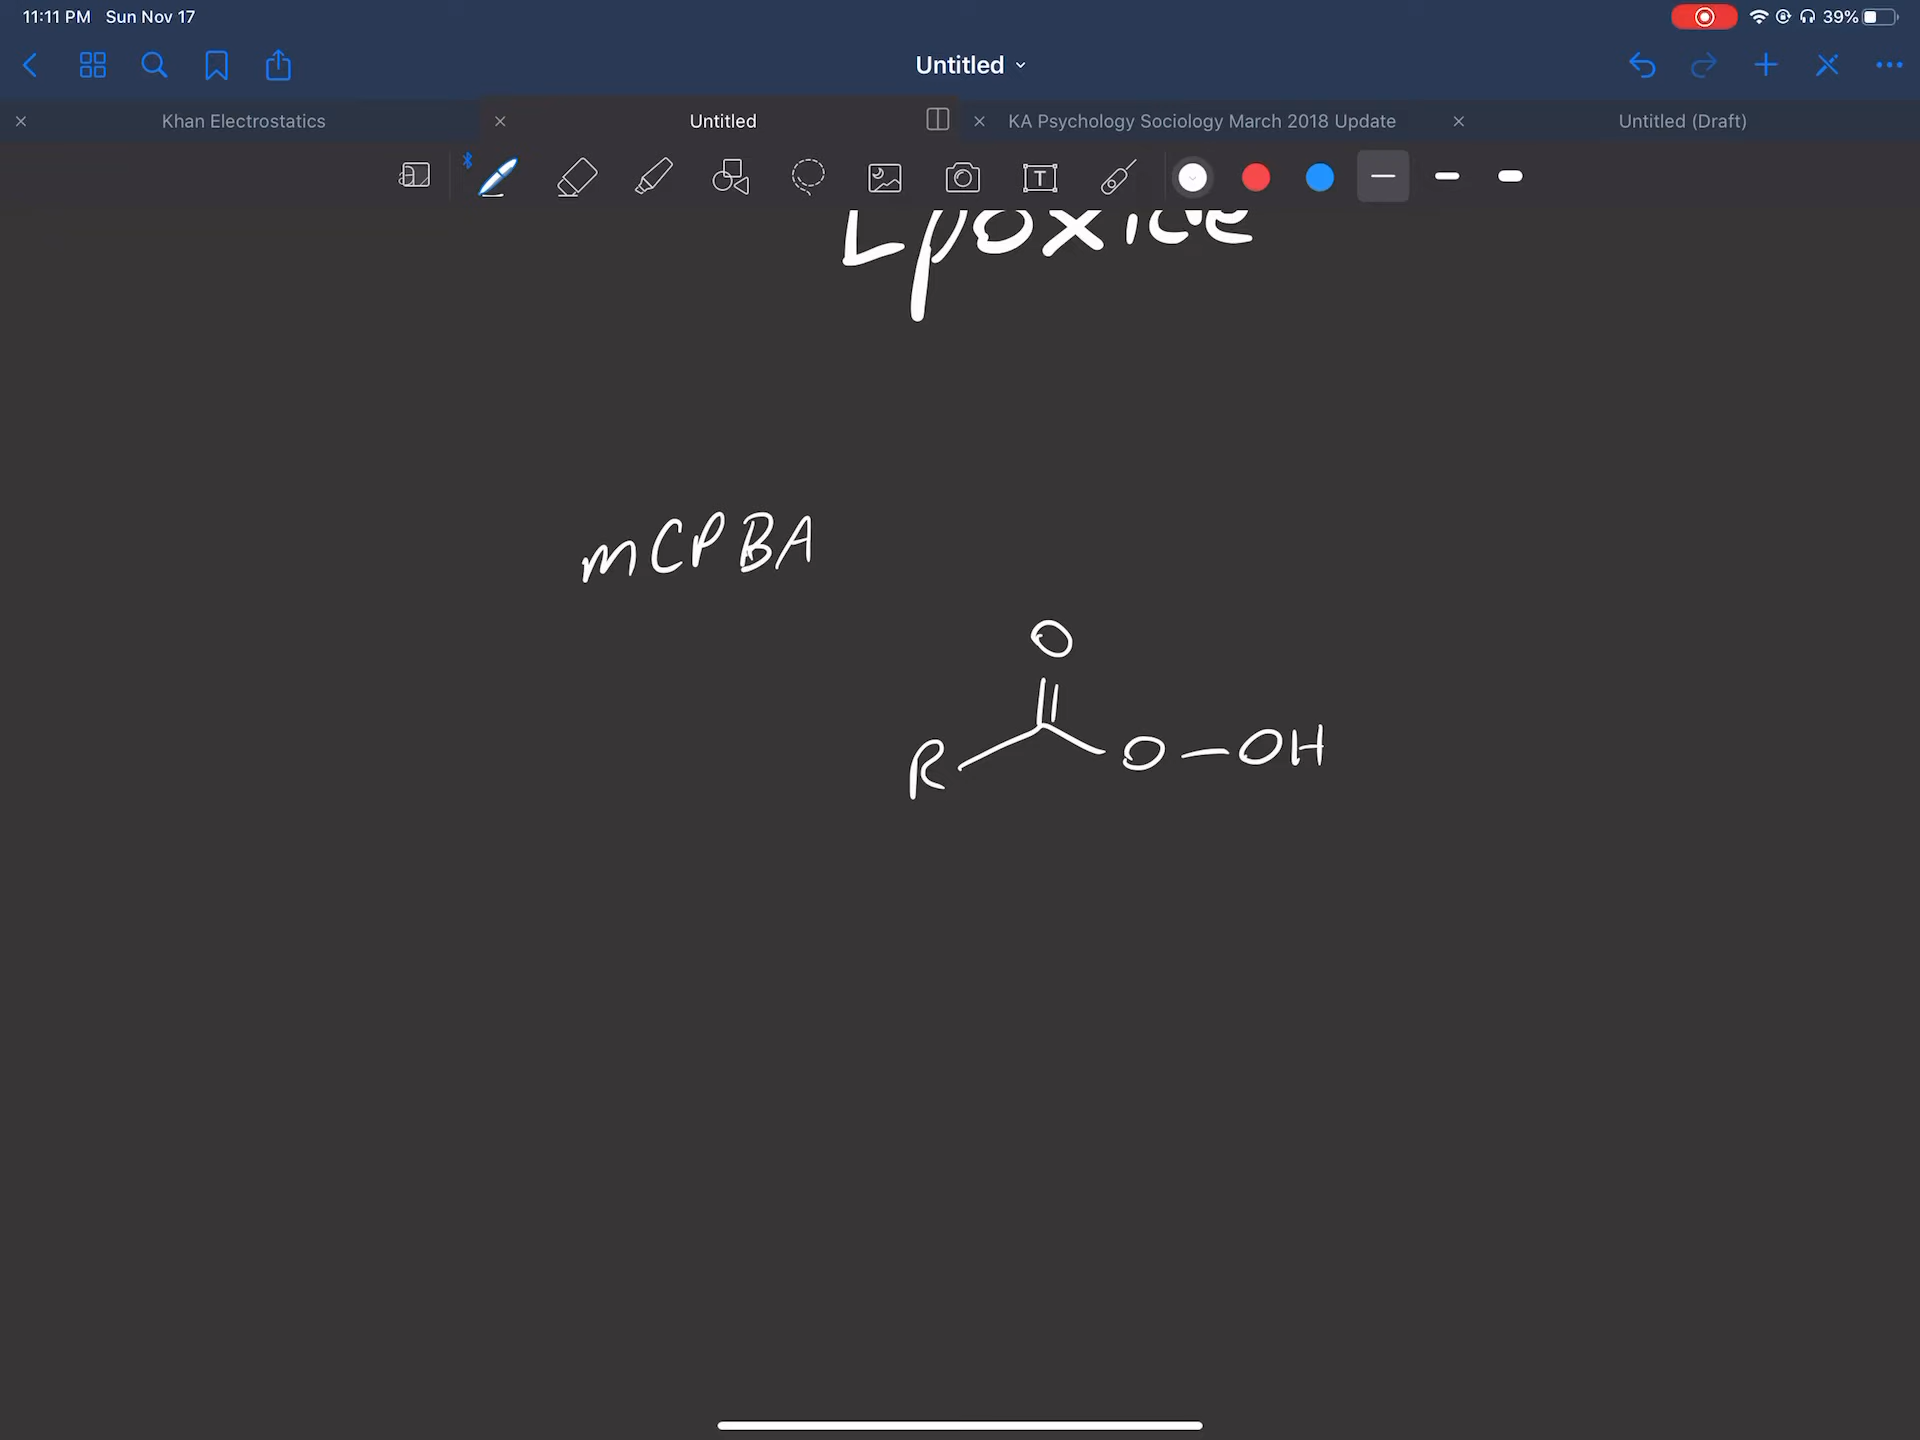 11:11 PM Sun Nov 17
39%
Untitled
Khan Electrostatics
Untitled
KA Psychology Sociology March 2018 Update
Untitled (Draft)
Epoxide
mCPBA
O
R O-OH